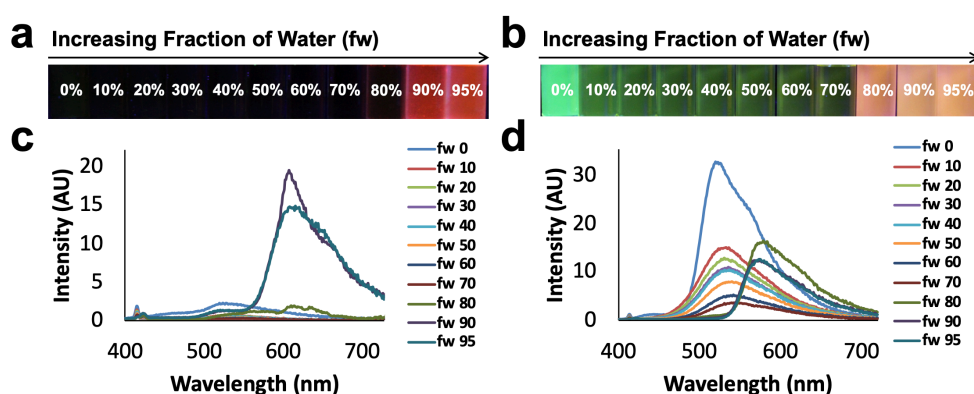 a Increasing Fraction of Water (fw)
0% 10% 20% 30% 40% 50% 60% 70% 80% 90% 95%
b Increasing Fraction of Water (fw)
0% 10% 20% 30% 40% 50% 60% 70% 80% 90% 95%
c
Intensity (AU)
20
15
10
5
0
400 500 600 700
Wavelength (nm)
fw 0
fw 10
fw 20
fw 30
fw 40
fw 50
fw 60
fw 70
fw 80
fw 90
fw 95
d
Intensity (AU)
30
20
10
0
400 500 600 700
Wavelength (nm)
fw 0
fw 10
fw 20
fw 30
fw 40
fw 50
fw 60
fw 70
fw 80
fw 90
fw 95